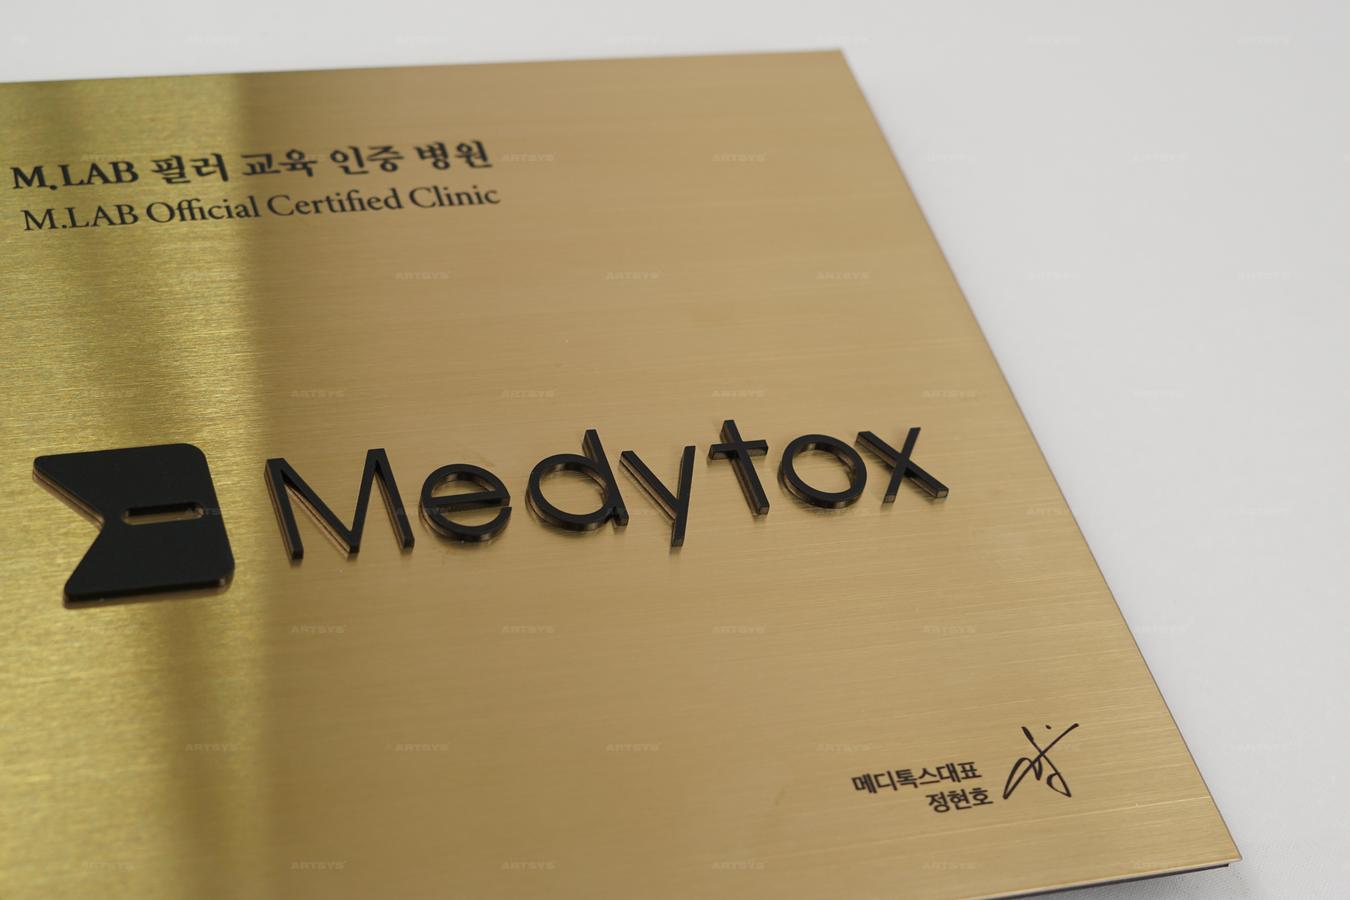 M.LAB 필러 교육 인증 병원
M.LAB Official Certified Clinic
Medytox
메디톡스대표
정현호
ARTSYS